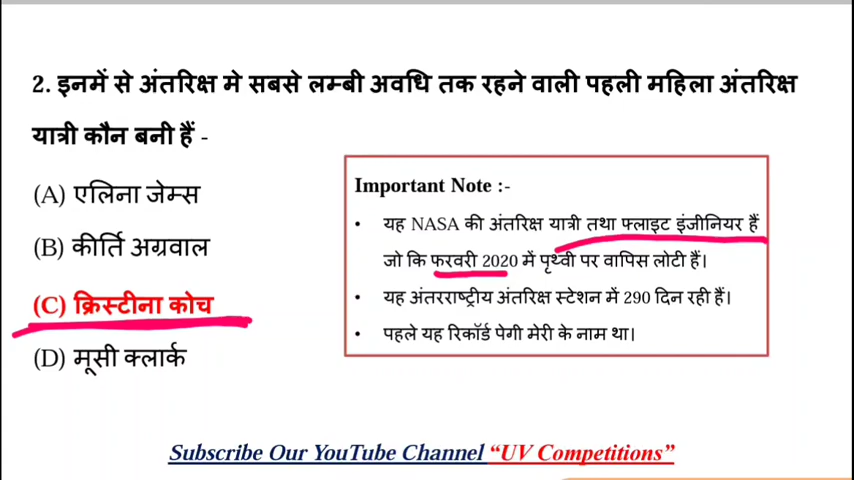 2. इनमें से अंतरिक्ष मे सबसे लम्बी अवधि तक रहने वाली पहली महिला अंतरिक्ष
यात्री कौन बनी हैं -
(A) एलिना जेम्स
(B) कीर्ति अग्रवाल
(C) क्रिस्टीना कोच
(D) मूसी क्लार्क
Important Note :-
• यह NASA की अंतरिक्ष यात्री तथा फ्लाइट इंजीनियर हैं
जो कि फरवरी 2020 में पृथ्वी पर वापिस लोटी हैं।
• यह अंतरराष्ट्रीय अंतरिक्ष स्टेशन में 290 दिन रही हैं।
• पहले यह रिकॉर्ड पेगी मेरी के नाम था।
Subscribe Our YouTube Channel “UV Competitions”